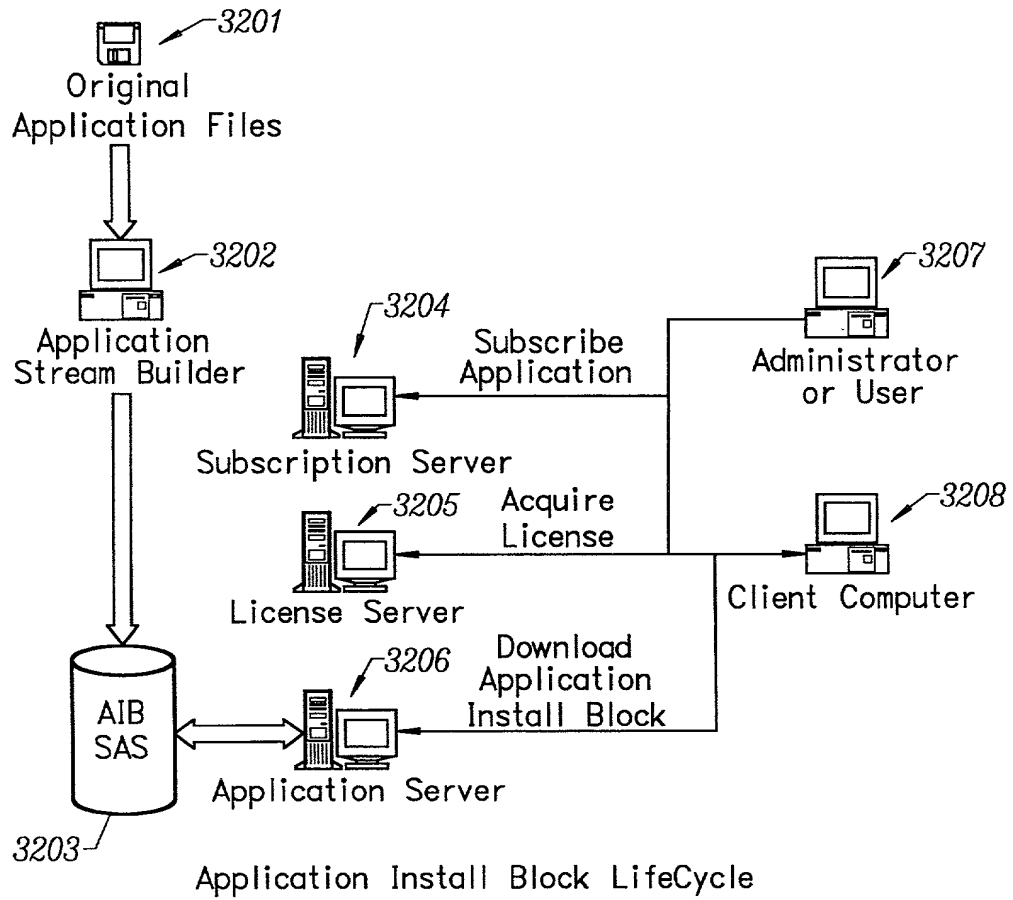 3201
Original
Application Files
3202
Application
Stream Builder
3204
Subscribe
Application
3207
Administrator
or User
Subscription Server
3205
Acquire
License
3208
License Server
Client Computer
3206
Download
Application
Install Block
AIB
SAS
Application Server
3203
Application Install Block LifeCycle